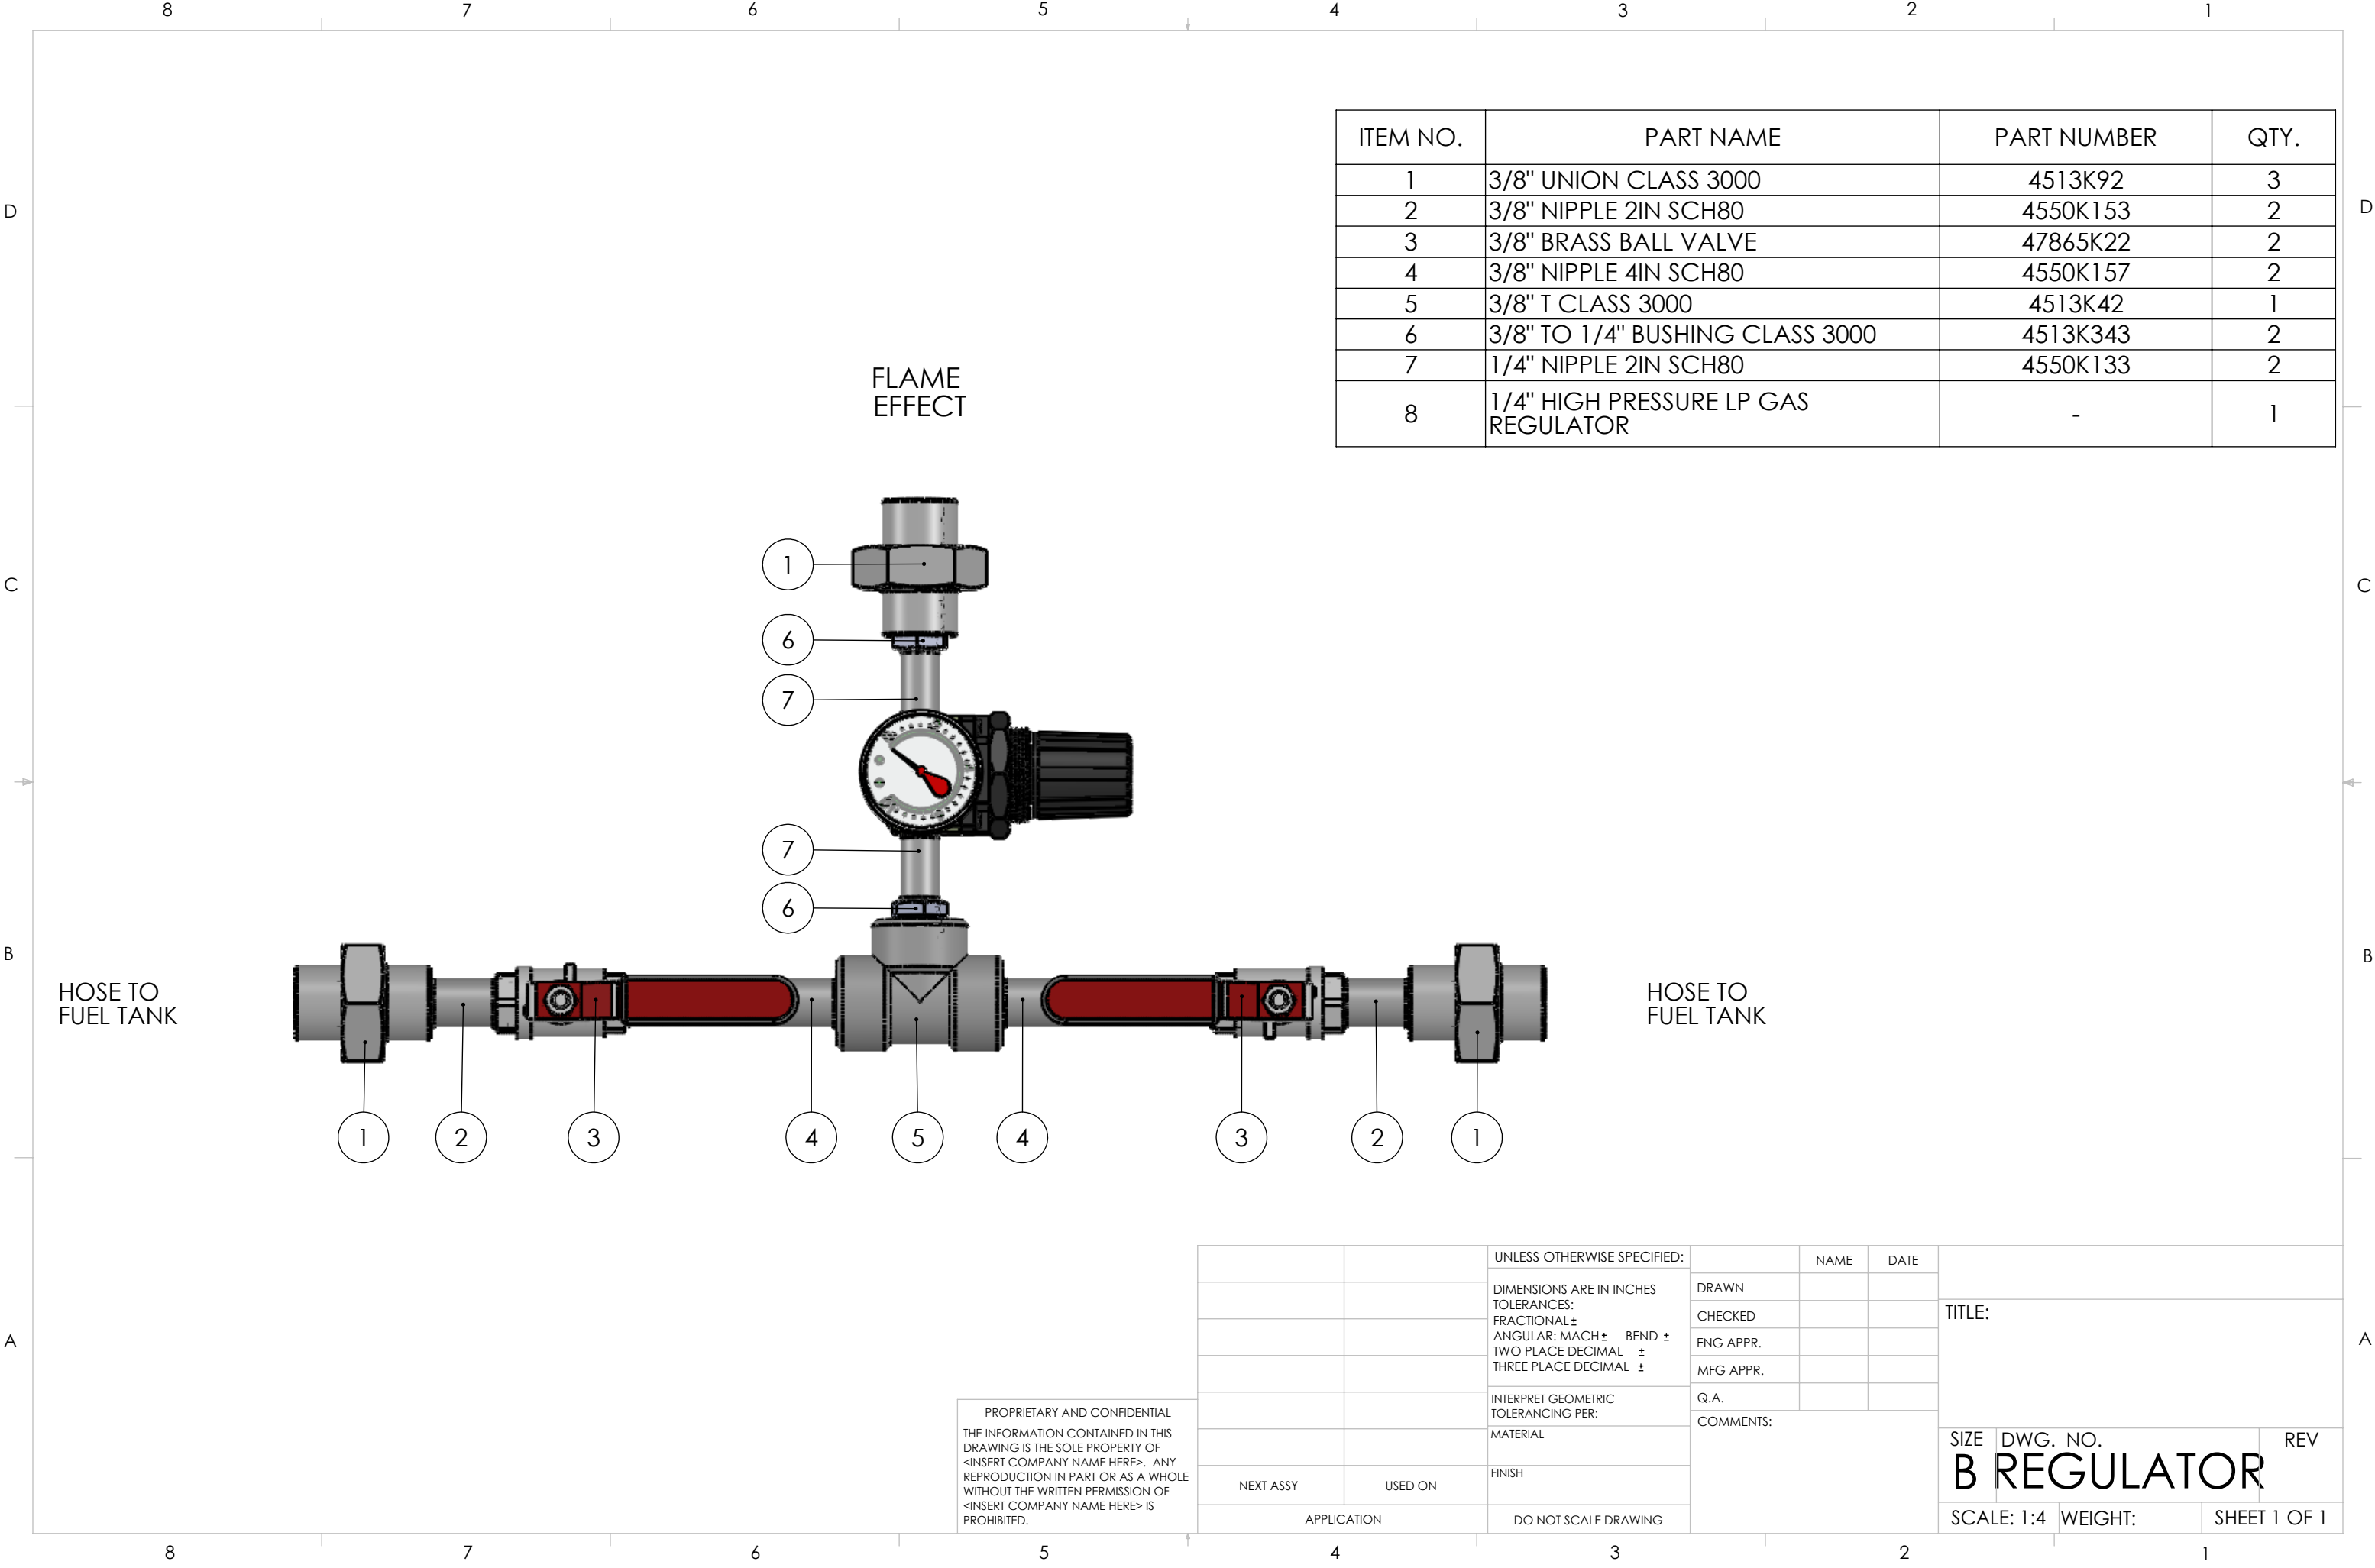 8 7 6 5 4 3 2 1
ITEM NO. PART NAME PART NUMBER QTY.
1 3/8" UNION CLASS 3000 4513K92 3
2 3/8" NIPPLE 2IN SCH80 4550K153 2
3 3/8" BRASS BALL VALVE 47865K22 2
4 3/8" NIPPLE 4IN SCH80 4550K157 2
5 3/8" T CLASS 3000 4513K42 1
6 3/8" TO 1/4" BUSHING CLASS 3000 4513K343 2
7 1/4" NIPPLE 2IN SCH80 4550K133 2
8 1/4" HIGH PRESSURE LP GAS
REGULATOR - 1
D D
FLAME
EFFECT
1
C C
6
7
7
6
B B
HOSE TO
FUEL TANK
HOSE TO
FUEL TANK
1 2 3 4 5 4 3 2 1
A A
PROPRIETARY AND CONFIDENTIAL
THE INFORMATION CONTAINED IN THIS
DRAWING IS THE SOLE PROPERTY OF
<INSERT COMPANY NAME HERE>. ANY
REPRODUCTION IN PART OR AS A WHOLE
WITHOUT THE WRITTEN PERMISSION OF
<INSERT COMPANY NAME HERE> IS
PROHIBITED.
NEXT ASSY USED ON
APPLICATION
UNLESS OTHERWISE SPECIFIED:
DIMENSIONS ARE IN INCHES
TOLERANCES:
FRACTIONAL ±
ANGULAR: MACH ± BEND ±
TWO PLACE DECIMAL ±
THREE PLACE DECIMAL ±
INTERPRET GEOMETRIC
TOLERANCING PER:
MATERIAL
FINISH
DO NOT SCALE DRAWING
NAME DATE
DRAWN
CHECKED
ENG APPR.
MFG APPR.
Q.A.
COMMENTS:
TITLE:
SIZE DWG. NO. REV
B REGULATOR
SCALE: 1:4 WEIGHT: SHEET 1 OF 1
8 7 6 5 4 3 2 1